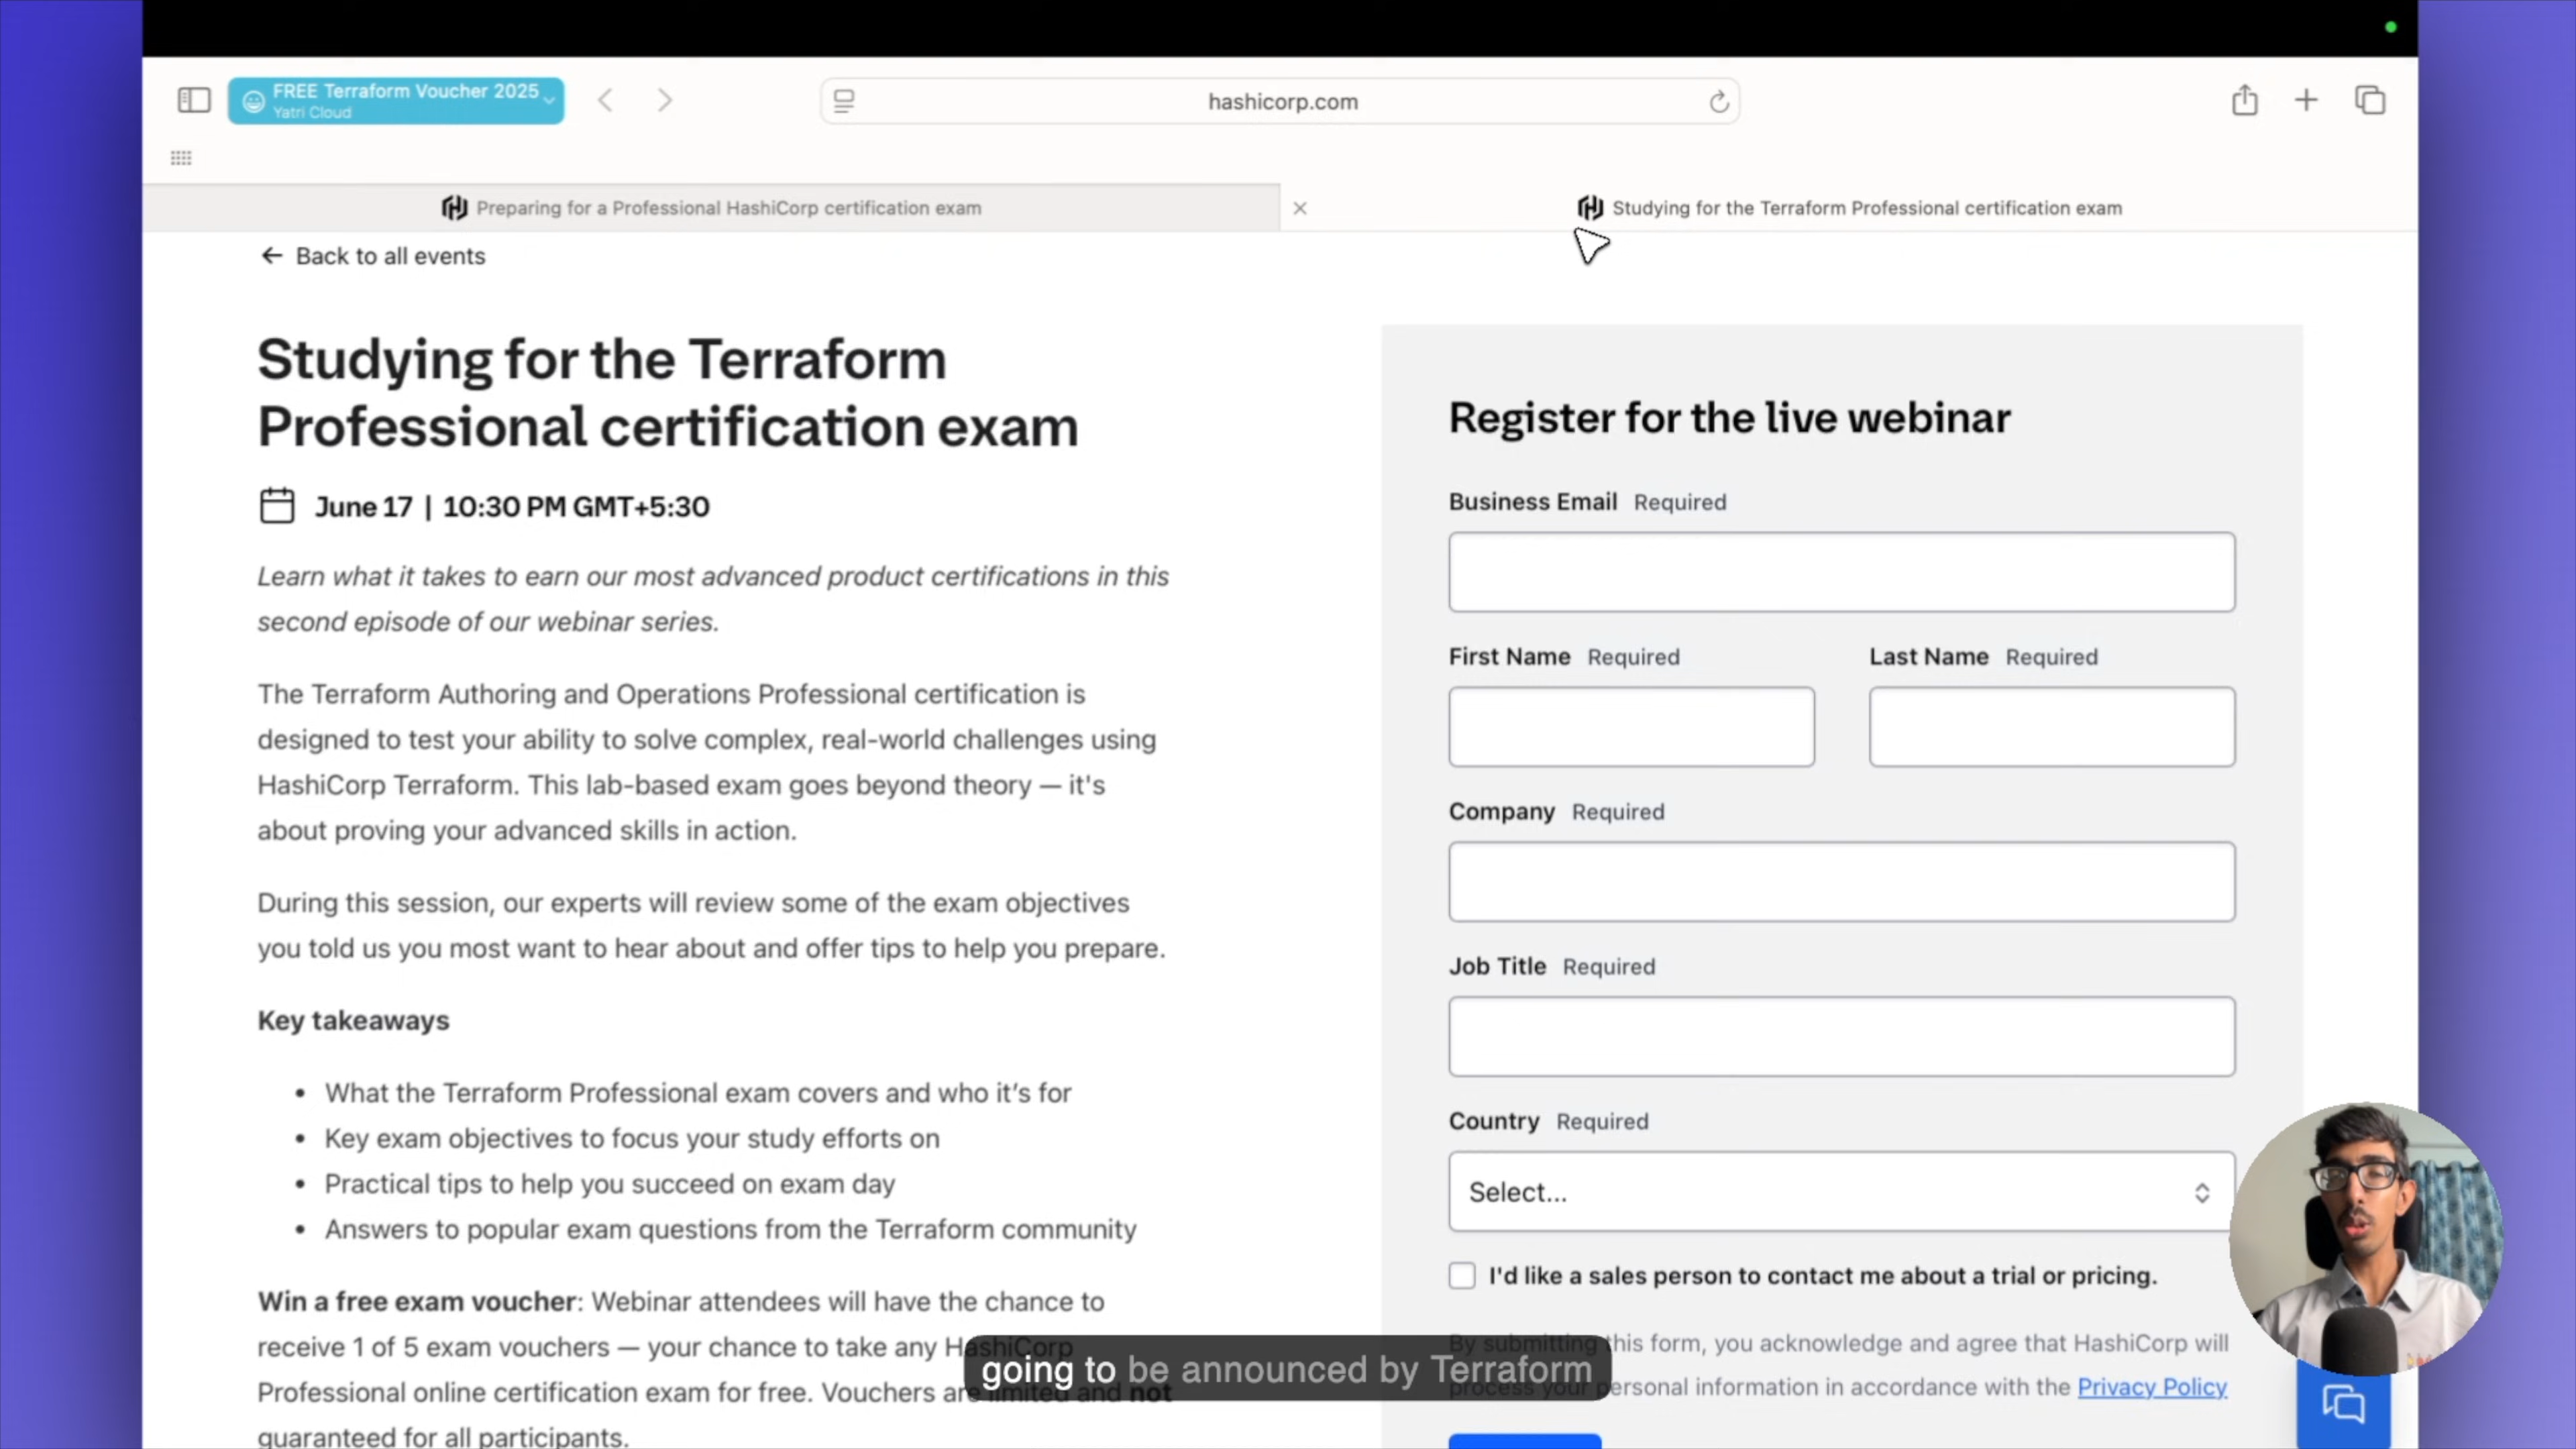 FREE Terraform Voucher 2025
Yatri Cloud
hashicorp.com
Preparing for a Professional HashiCorp certification exam
Studying for the Terraform Professional certification exam
← Back to all events
Studying for the Terraform
Professional certification exam
June 17 | 10:30 PM GMT+5:30
Learn what it takes to earn our most advanced product certifications in this
second episode of our webinar series.
The Terraform Authoring and Operations Professional certification is
designed to test your ability to solve complex, real-world challenges using
HashiCorp Terraform. This lab-based exam goes beyond theory — it's
about proving your advanced skills in action.
During this session, our experts will review some of the exam objectives
you told us you most want to hear about and offer tips to help you prepare.
Key takeaways
• What the Terraform Professional exam covers and who it's for
• Key exam objectives to focus your study efforts on
• Practical tips to help you succeed on exam day
• Answers to popular exam questions from the Terraform community
Win a free exam voucher: Webinar attendees will have the chance to
receive 1 of 5 exam vouchers — your chance to take any HashiCorp
Professional online certification exam for free. Vouchers are limited and not
guaranteed for all participants.
Register for the live webinar
Business Email Required
First Name Required
Last Name Required
Company Required
Job Title Required
Country Required
Select...
I'd like a sales person to contact me about a trial or pricing.
By submitting this form, you acknowledge and agree that HashiCorp will
process your personal information in accordance with the Privacy Policy
going to be announced by Terraform